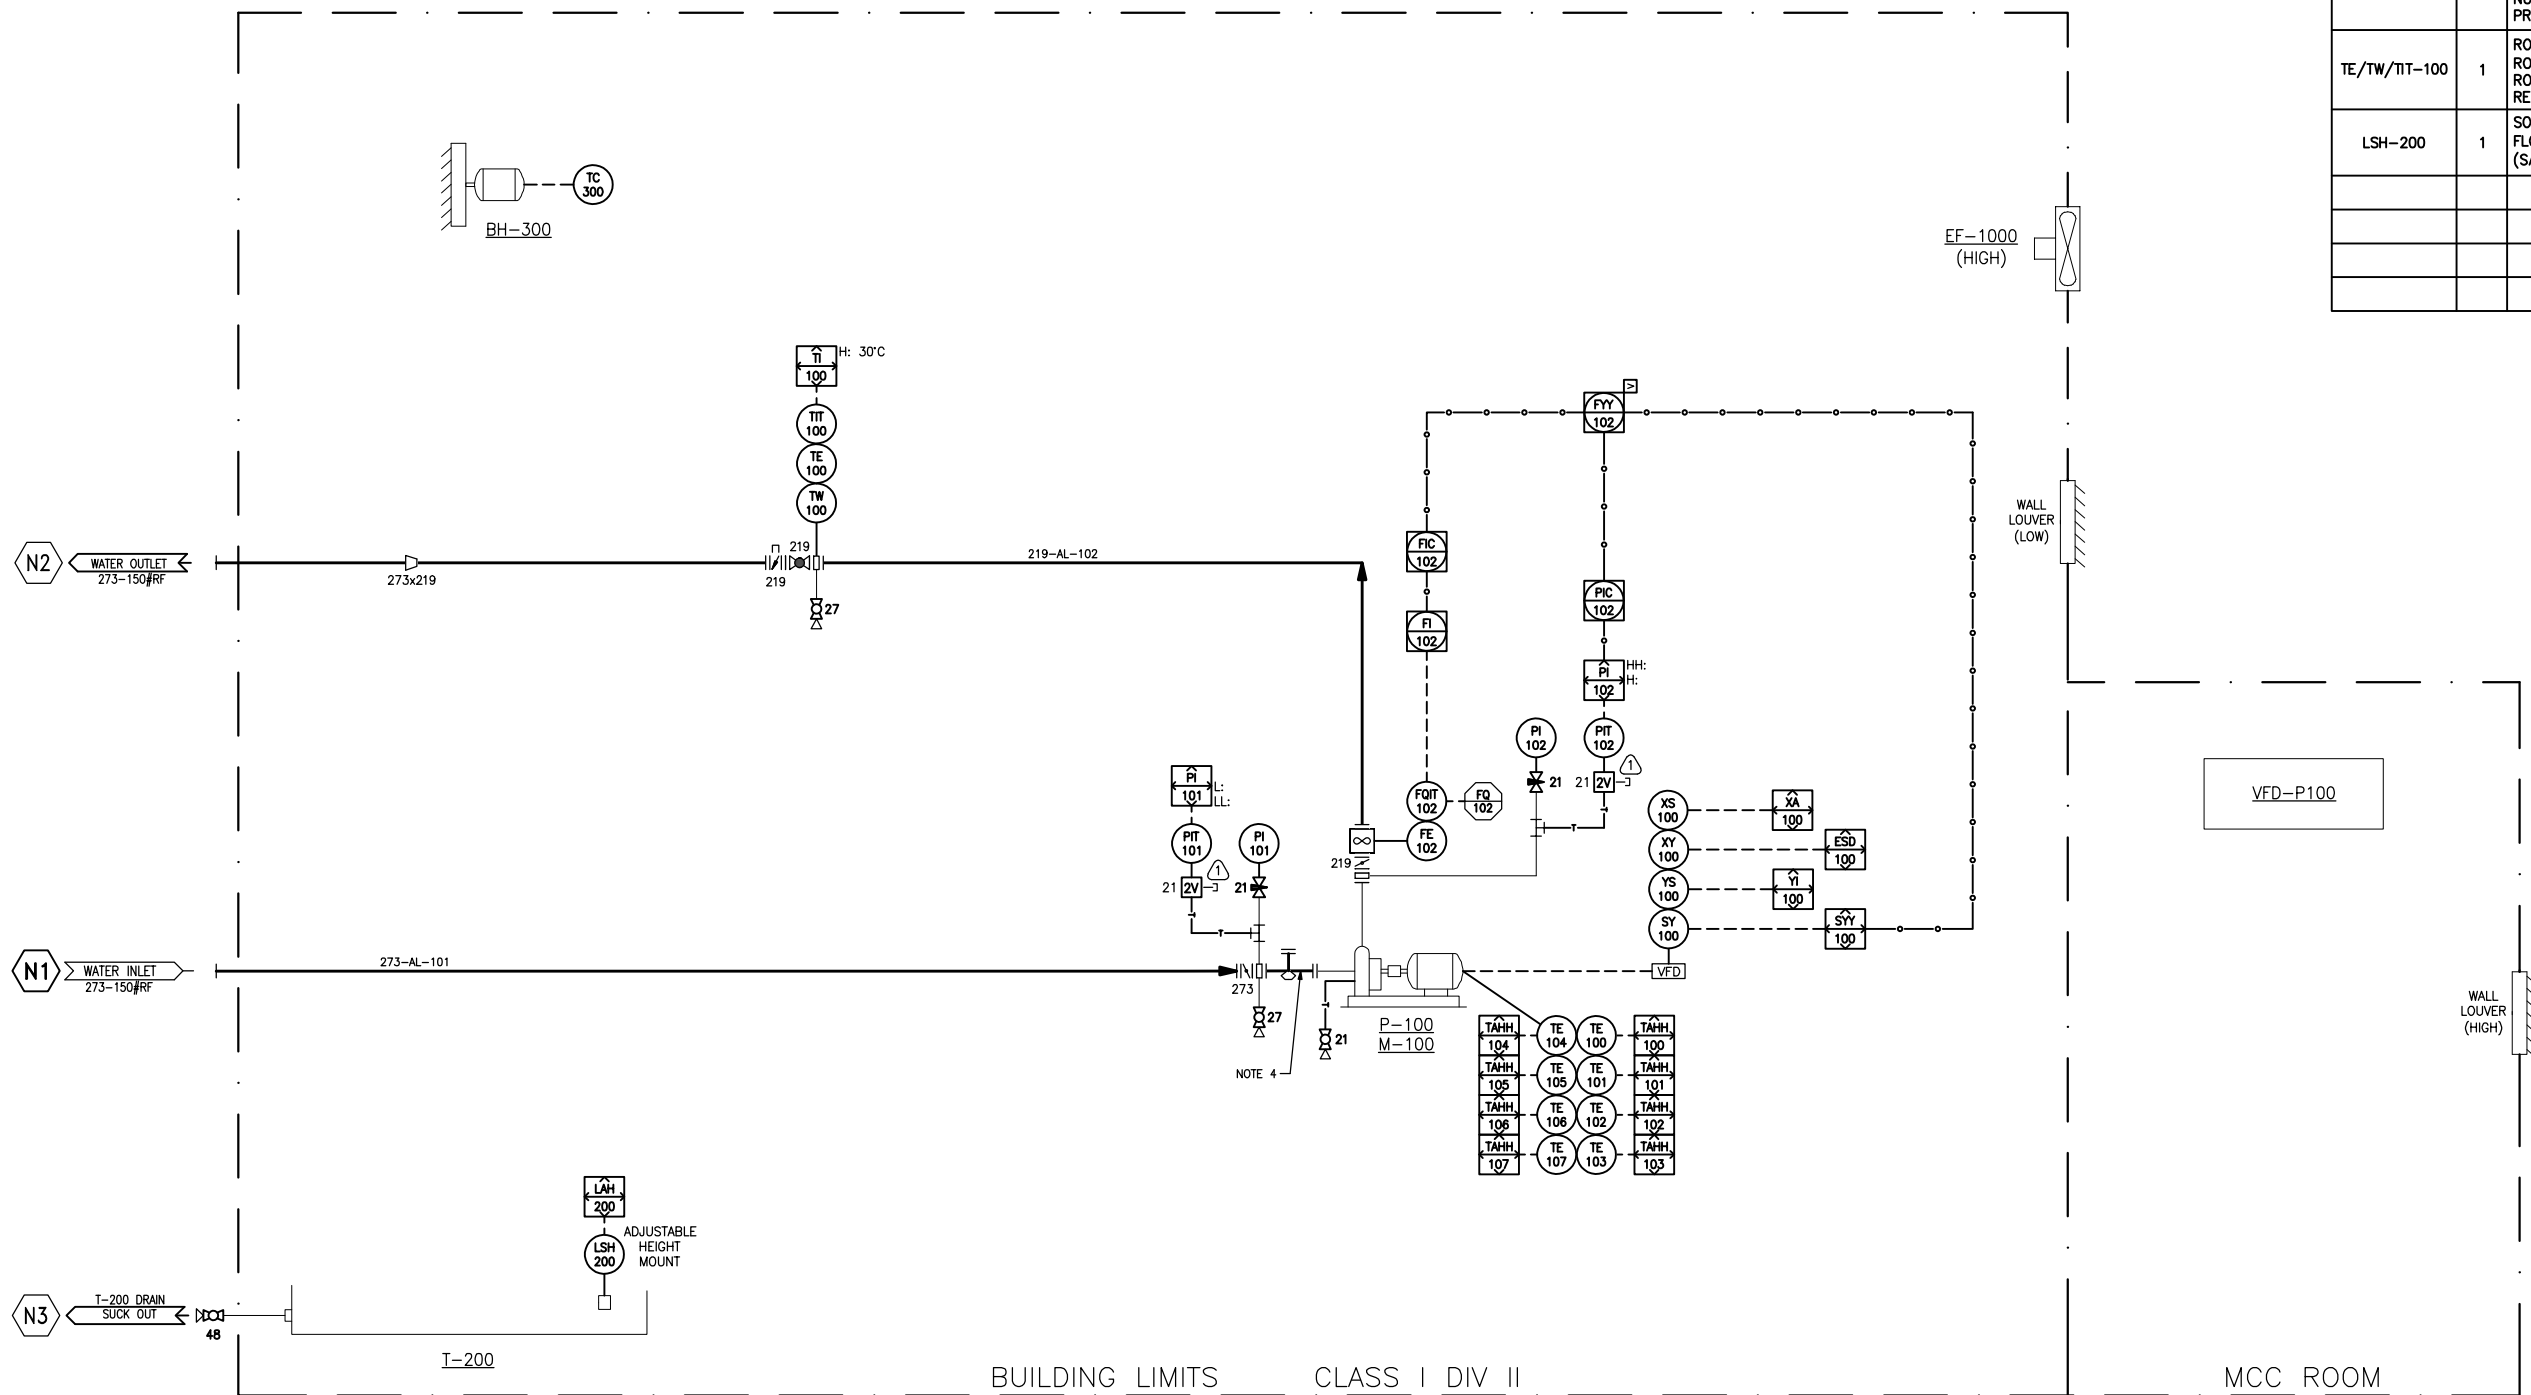 PR
TE/TW/TIT-100
1
RO
RO
RO
RE
LSH-200
1
SO
FLO
(SA
TC
300
BH-300
EF-1000
(HIGH)
TI
100
H: 30°C
TIT
100
TE
100
TW
100
>
FYY
102
WALL
LOUVER
(LOW)
N2
WATER OUTLET
273-150#RF
273x219
219
219
219-AL-102
27
FIC
102
FI
102
PIC
102
PI
102
HH:
H:
PI
102
PIT
102
21
21
2V
1
PI
101
L:
LL:
PIT
101
PI
101
21
2V
1
21
T
T
T
T
FQIT
102
FQ
102
FE
102
219
XS
100
XA
100
XY
100
ESD
100
YS
100
YI
100
SY
100
SYY
100
VFD
VFD-P100
N1
WATER INLET
273-150#RF
273-AL-101
273
27
T
21
NOTE 4
P-100
M-100
WALL
LOUVER
(HIGH)
TAHH
104
TE
104
TE
100
TAHH
100
TAHH
105
TE
105
TE
101
TAHH
101
TAHH
106
TE
106
TE
102
TAHH
102
TAHH
107
TE
107
TE
103
TAHH
103
LAH
200
LSH
200
ADJUSTABLE
HEIGHT
MOUNT
N3
T-200 DRAIN
SUCK OUT
48
T-200
BUILDING LIMITS CLASS I DIV II
MCC ROOM